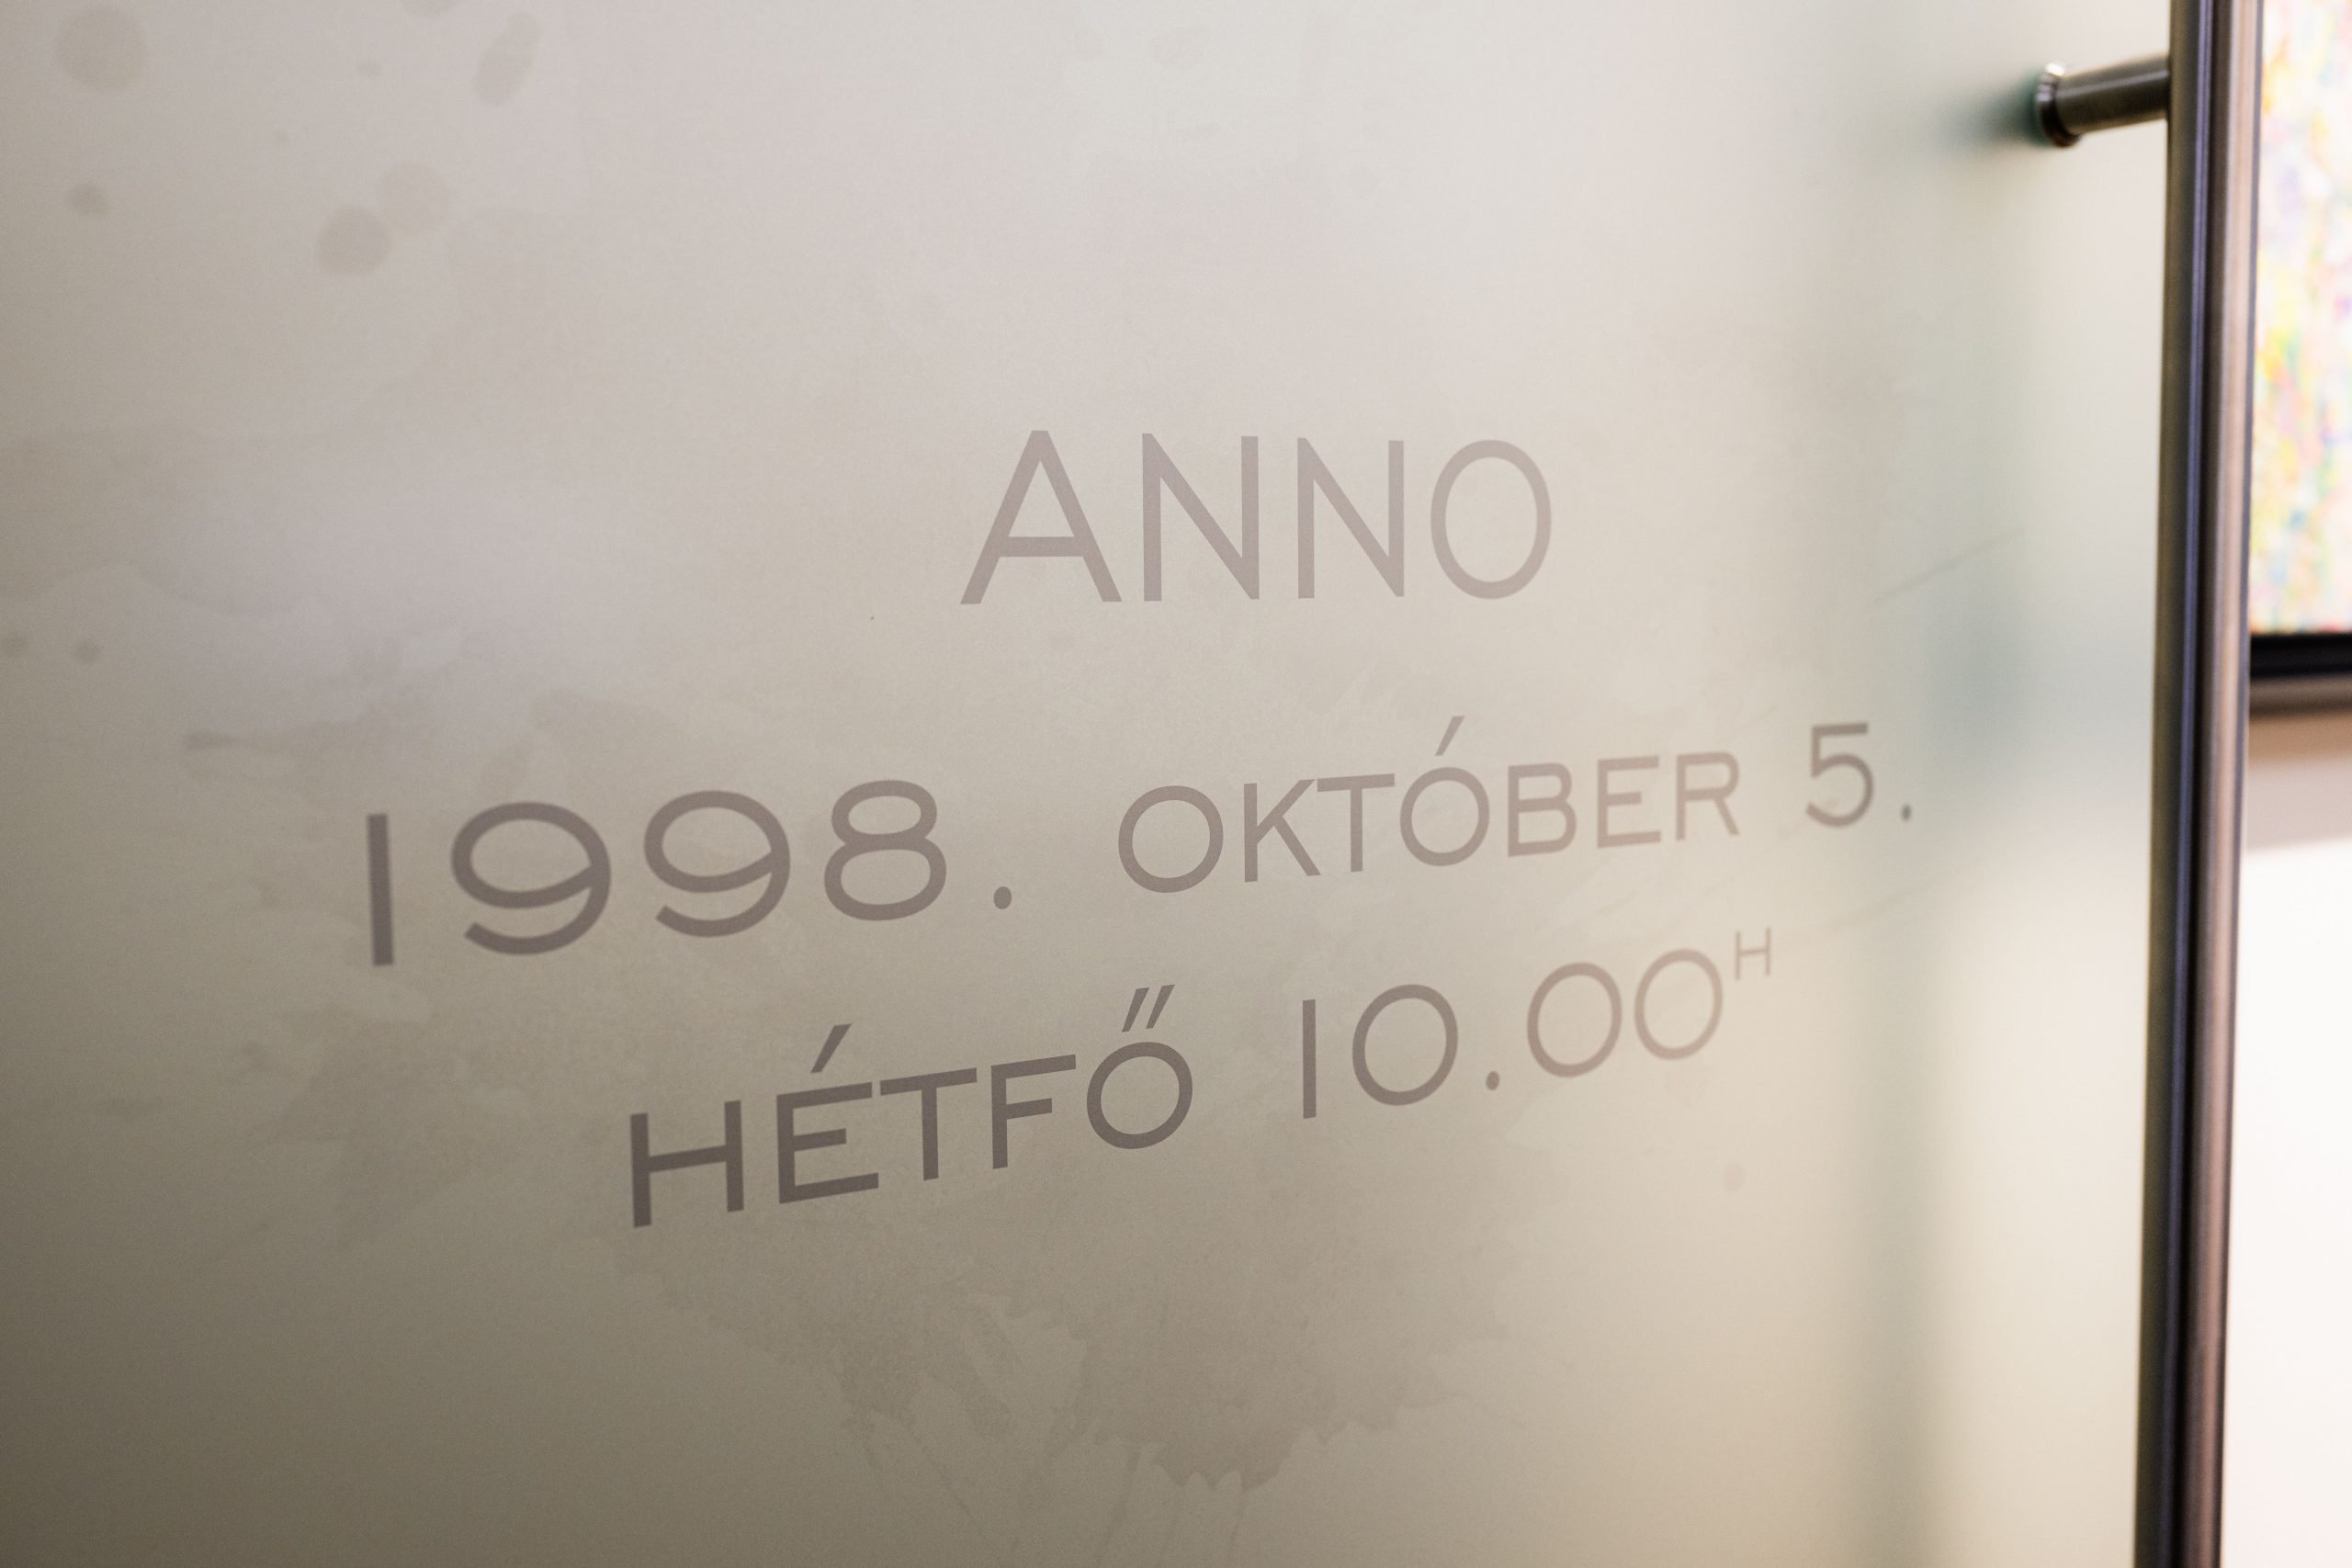 ANNO
1998. OKTÓBER 5.
HÉTFŐ 10.00H